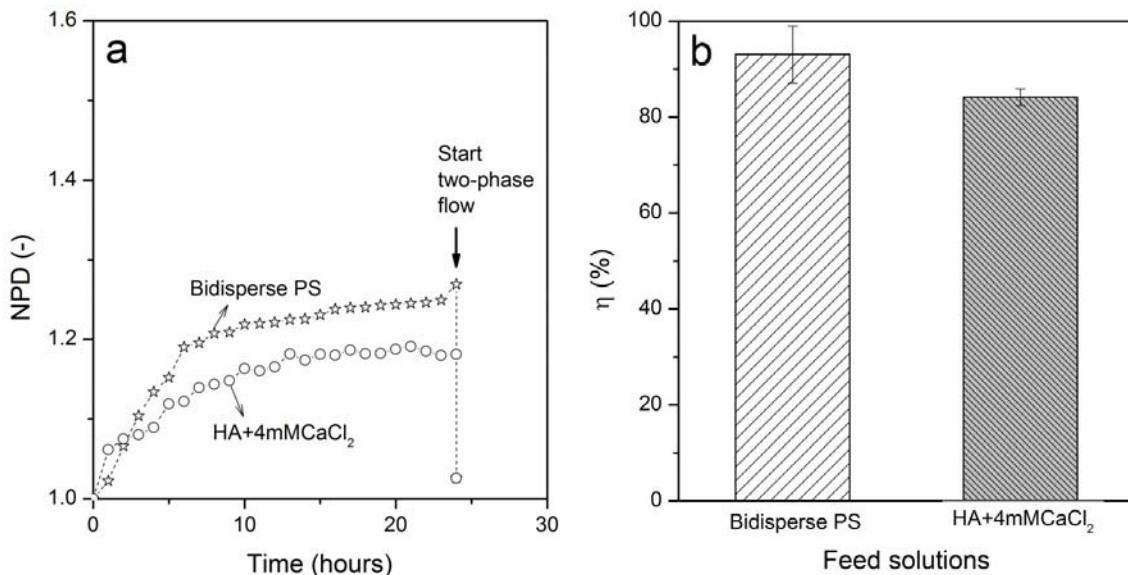 a
1.6
1.4
1.2
1.0
NPD (-)
0
10
20
30
Time (hours)
Start
two-phase
flow
Bidisperse PS
HA+4mMCaCl₂
b
100
80
60
40
20
0
η (%)
Bidisperse PS
HA+4mMCaCl₂
Feed solutions